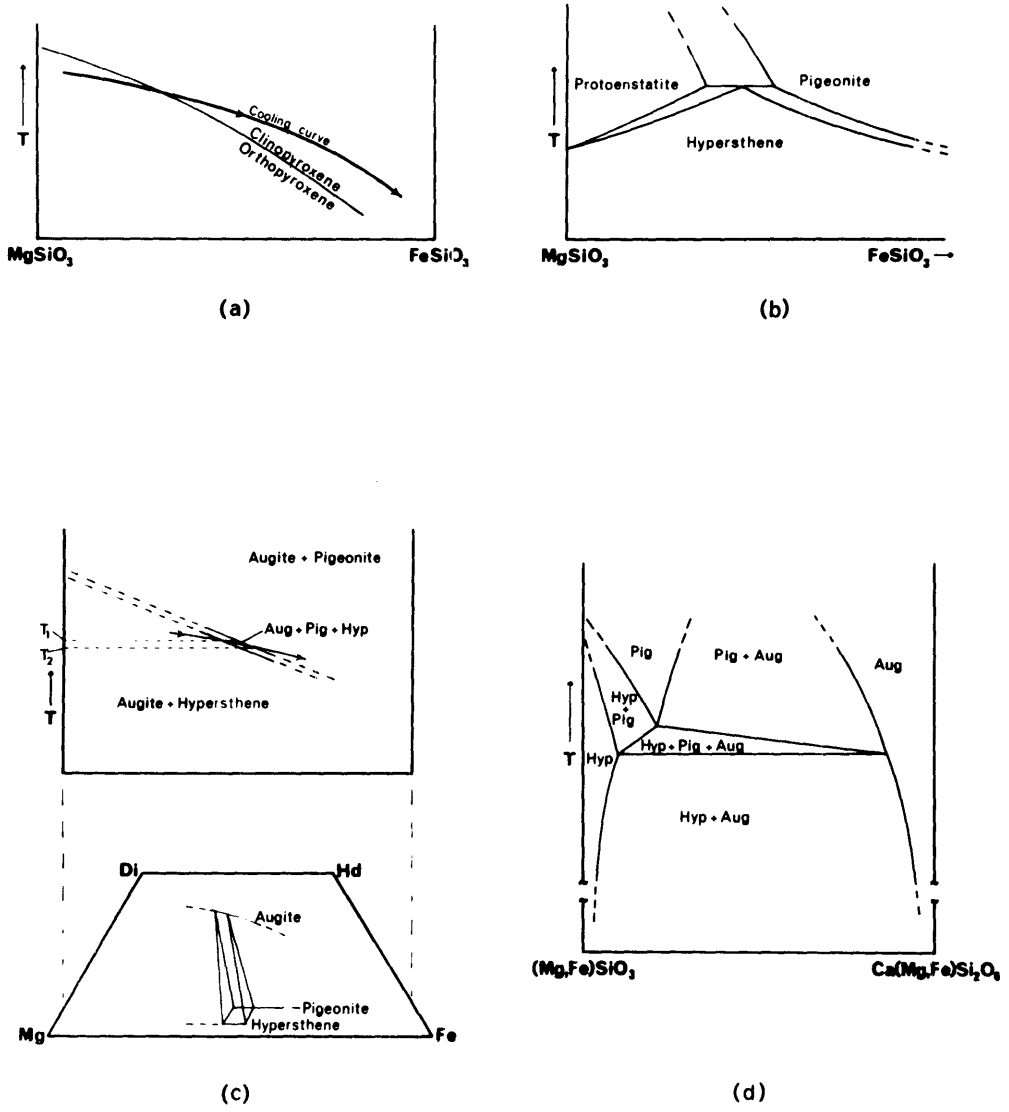 T
Cooling curve
Clinopyroxene
Orthopyroxene
MgSiO₃
FeSiO₃
(a)
T
Protoenstatite
Pigeonite
Hypersthene
MgSiO₃
FeSiO₃
(b)
Augite + Pigeonite
T₁
T₂
Aug + Pig + Hyp
T
Augite + Hypersthene
Di
Hd
Augite
Pigeonite
Hypersthene
Mg
Fe
(c)
Pig
Pig + Aug
Aug
Hyp
+
Pig
T
Hyp
Hyp + Pig + Aug
Hyp + Aug
(Mg,Fe)SiO₃
Ca(Mg,Fe)Si₂O₆
(d)